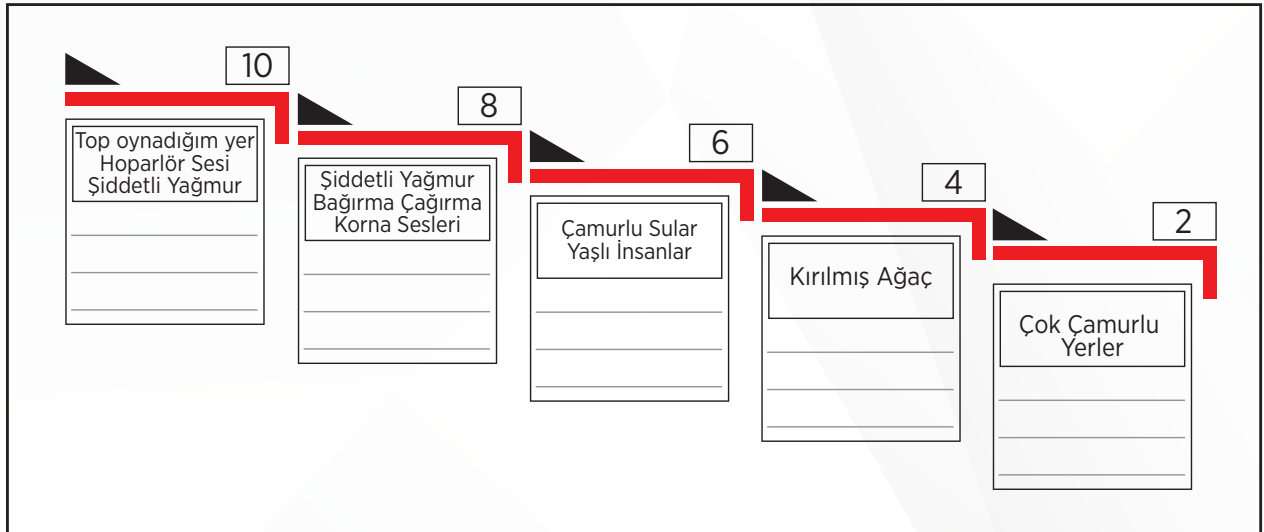 10
Top oynadığım yer
Hoparlör Sesi
Şiddetli Yağmur
8
Şiddetli Yağmur
Bağırma Çağırma
Korna Sesleri
6
Çamurlu Sular
Yaşlı İnsanlar
4
Kırılmış Ağaç
2
Çok Çamurlu
Yerler